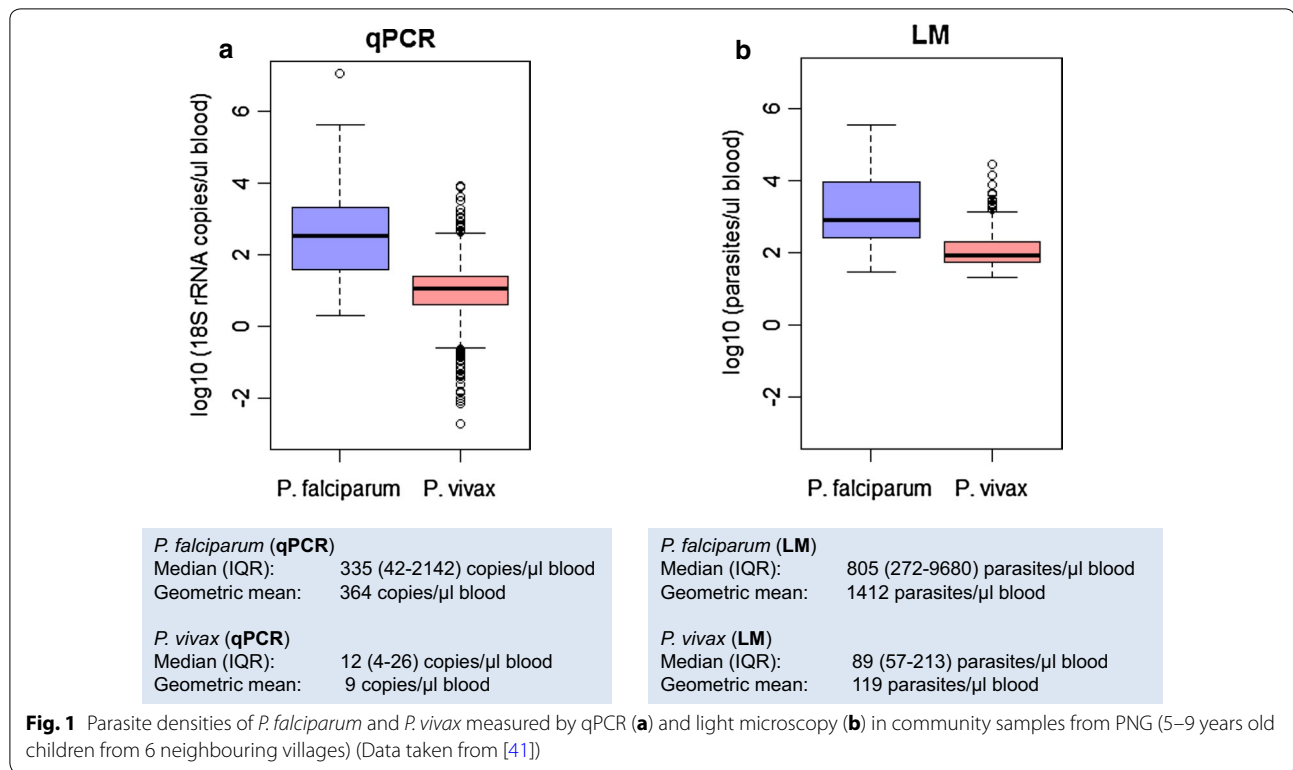 a
qPCR
log10 (18S rRNA copies/ul blood)
6
4
2
0
-2
P. falciparum P. vivax
b
LM
log10 (parasites/ul blood)
6
4
2
0
-2
P. falciparum P. vivax
P. falciparum (qPCR)
Median (IQR): 335 (42-2142) copies/µl blood
Geometric mean: 364 copies/µl blood
P. vivax (qPCR)
Median (IQR): 12 (4-26) copies/µl blood
Geometric mean: 9 copies/µl blood
P. falciparum (LM)
Median (IQR): 805 (272-9680) parasites/µl blood
Geometric mean: 1412 parasites/µl blood
P. vivax (LM)
Median (IQR): 89 (57-213) parasites/µl blood
Geometric mean: 119 parasites/µl blood
Fig. 1 Parasite densities of P. falciparum and P. vivax measured by qPCR (a) and light microscopy (b) in community samples from PNG (5–9 years old
children from 6 neighbouring villages) (Data taken from [41])